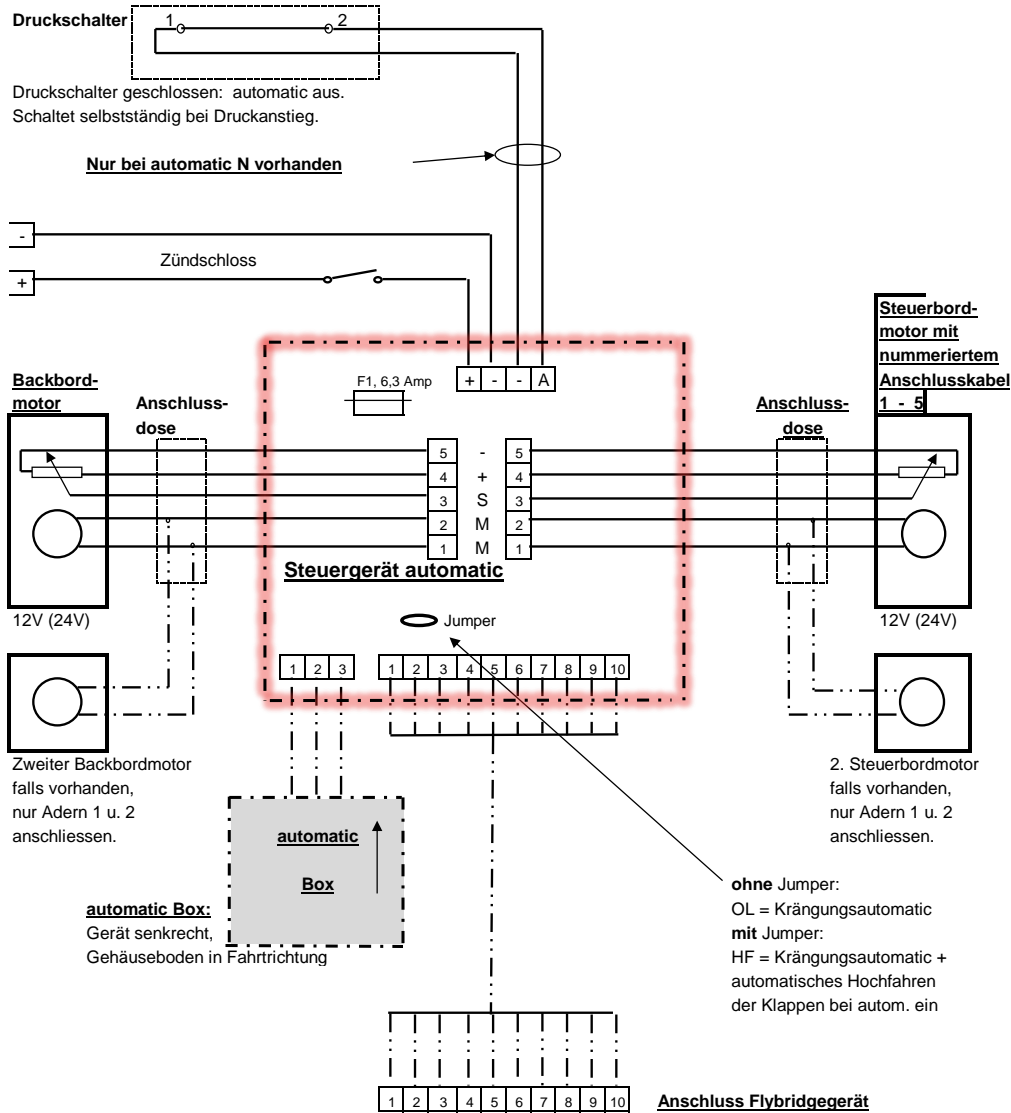 Druckschalter
1 2
Druckschalter geschlossen: automatic aus.
Schaltet selbstständig bei Druckanstieg.
Nur bei automatic N vorhanden
-
Zündschloss
+
Steuerbord-
motor mit
nummeriertem
Anschlusskabel
1 - 5
Backbord-
motor
Anschluss-
dose
F1, 6,3 Amp
+ - - A
Anschluss-
dose
5 - 5
4 + 4
3 S 3
2 M 2
1 M 1
Steuergerät automatic
12V (24V)
12V (24V)
Jumper
1 2 3
1 2 3 4 5 6 7 8 9 10
Zweiter Backbordmotor
falls vorhanden,
nur Adern 1 u. 2
anschliessen.
2. Steuerbordmotor
falls vorhanden,
nur Adern 1 u. 2
anschliessen.
automatic
Box
automatic Box:
Gerät senkrecht,
Gehäuseboden in Fahrtrichtung
ohne Jumper:
OL = Krängungsautomatic
mit Jumper:
HF = Krängungsautomatic +
automatisches Hochfahren
der Klappen bei autom. ein
1 2 3 4 5 6 7 8 9 10
Anschluss Flybridgegerät